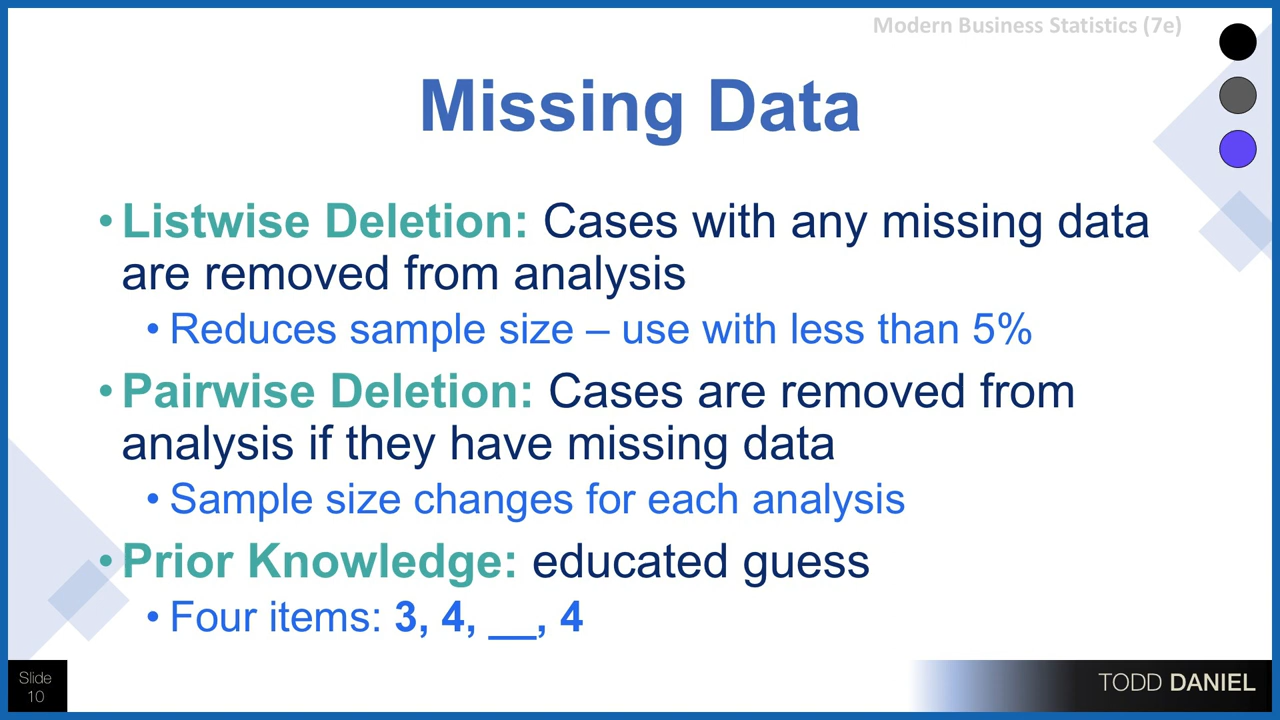 Modern Business Statistics (7e)
Missing Data
• Listwise Deletion: Cases with any missing data
are removed from analysis
• Reduces sample size – use with less than 5%
• Pairwise Deletion: Cases are removed from
analysis if they have missing data
• Sample size changes for each analysis
• Prior Knowledge: educated guess
• Four items: 3, 4, __, 4
Slide
10
TODD DANIEL